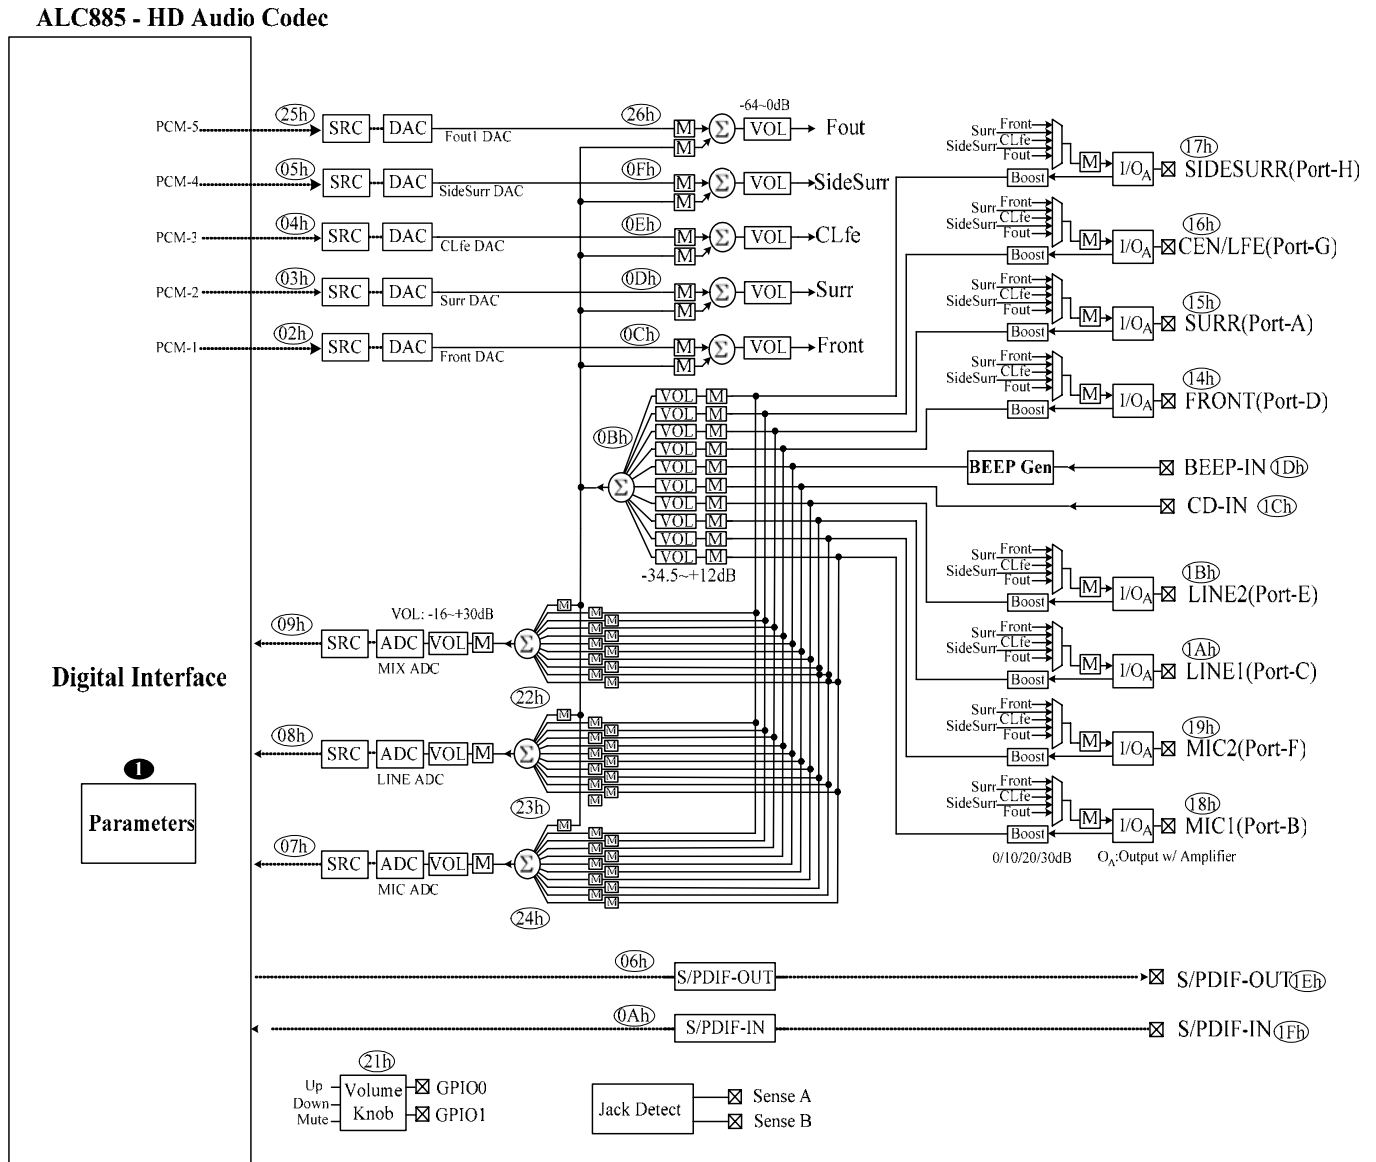 ALC885 - HD Audio Codec
PCM-5
25h
SRC
DAC
Fout1 DAC
26h
M
M
Σ
-64~0dB
VOL
Fout
PCM-4
05h
SRC
DAC
SideSurr DAC
0Fh
M
M
Σ
VOL
SideSurr
PCM-3
04h
SRC
DAC
CLfe DAC
0Eh
M
M
Σ
VOL
CLfe
PCM-2
03h
SRC
DAC
Surr DAC
0Dh
M
M
Σ
VOL
Surr
PCM-1
02h
SRC
DAC
Front DAC
0Ch
M
M
Σ
VOL
Front
0Bh
Σ
VOL M
VOL M
VOL M
VOL M
VOL M
VOL M
VOL M
VOL M
VOL M
VOL M
-34.5~+12dB
Front
Surr
CLfe
SideSurr
Fout
M
Boost
I/OA
17h
SIDESURR(Port-H)
Front
Surr
CLfe
SideSurr
Fout
M
Boost
I/OA
16h
CEN/LFE(Port-G)
Front
Surr
CLfe
SideSurr
Fout
M
Boost
I/OA
15h
SURR(Port-A)
Front
Surr
CLfe
SideSurr
Fout
M
Boost
I/OA
14h
FRONT(Port-D)
BEEP Gen
BEEP-IN 1Dh
CD-IN 1Ch
Front
Surr
CLfe
SideSurr
Fout
M
Boost
I/OA
1Bh
LINE2(Port-E)
Front
Surr
CLfe
SideSurr
Fout
M
Boost
I/OA
1Ah
LINE1(Port-C)
Front
Surr
CLfe
SideSurr
Fout
M
Boost
I/OA
19h
MIC2(Port-F)
Front
Surr
CLfe
SideSurr
Fout
M
Boost
I/OA
18h
MIC1(Port-B)
0/10/20/30dB
OA:Output w/ Amplifier
09h
SRC
ADC
VOL: -16~+30dB
VOL
M
MIX ADC
Σ
22h
M
M
M
M
M
M
M
M
M
M
M
Digital Interface
08h
SRC
ADC
VOL
M
LINE ADC
Σ
23h
M
M
M
M
M
M
M
M
M
M
M
1
Parameters
07h
SRC
ADC
VOL
M
MIC ADC
Σ
24h
M
M
M
M
M
M
M
M
M
M
M
06h
S/PDIF-OUT
S/PDIF-OUT 1Eh
0Ah
S/PDIF-IN
S/PDIF-IN 1Fh
21h
Up
Down
Mute
Volume
Knob
GPIO0
GPIO1
Jack Detect
Sense A
Sense B